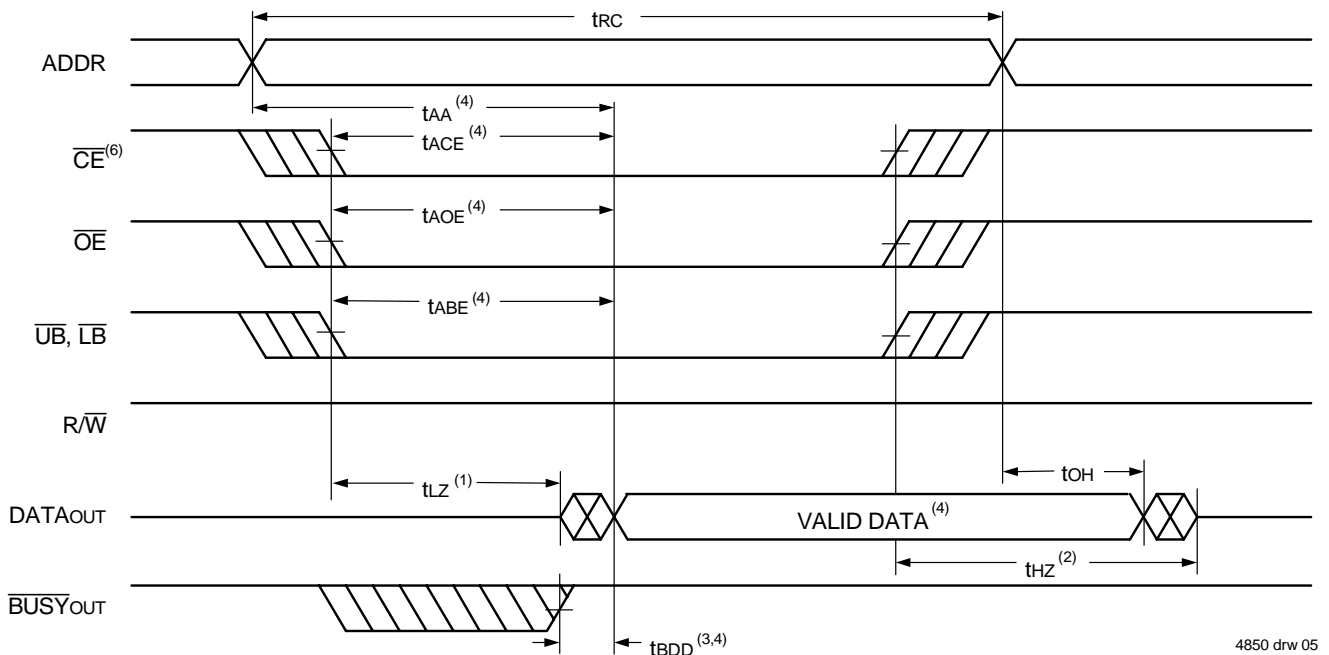 tRC
ADDR
tAA (4)
tACE (4)
CE(6)
tAOE (4)
OE
tABE (4)
UB, LB
R/W
tOH
tLZ (1)
DATAOUT
VALID DATA(4)
tHZ (2)
BUSYOUT
tBDD (3,4)
4850 drw 05